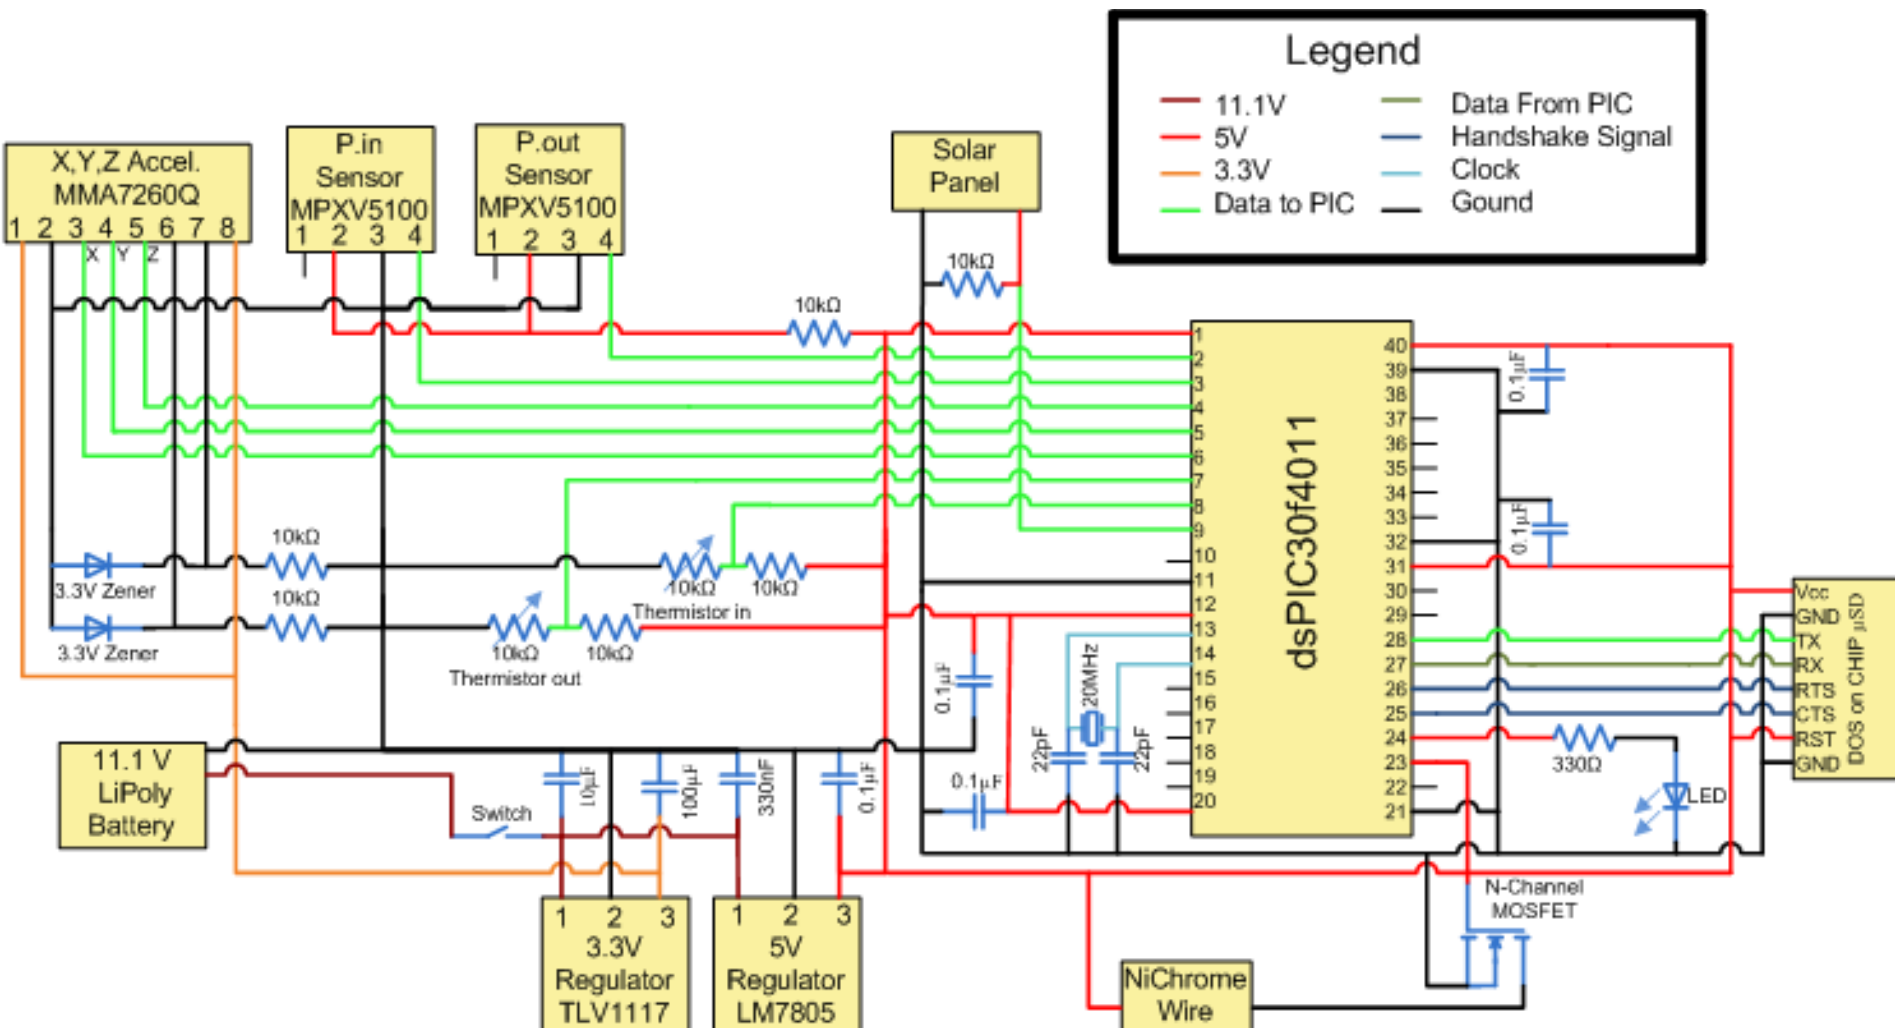 Legend
11.1V
Data From PIC
5V
Handshake Signal
3.3V
Clock
Data to PIC
Gound
X,Y,Z Accel.
MMA7260Q
1 2 3 4 5 6 7 8
X Y Z
P.in
Sensor
MPXV5100
1 2 3 4
P.out
Sensor
MPXV5100
1 2 3 4
Solar
Panel
10kΩ
10kΩ
dsPIC30f4011
1
2
3
4
5
6
7
8
9
10
11
12
13
14
15
16
17
18
19
20
40
39
38
37
36
35
34
33
32
31
30
29
28
27
26
25
24
23
22
21
0.1µF
0.1µF
10kΩ
3.3V Zener
10kΩ
3.3V Zener
10kΩ
10kΩ
Thermistor in
10kΩ
10kΩ
Thermistor out
0.1µF
20MHz
22pF
22pF
0.1µF
Vcc
GND
TX
RX
RTS
CTS
RST
GND
DOS on CHIP µSD
330Ω
LED
11.1 V
LiPoly
Battery
Switch
10µF
100µF
330nF
0.1µF
1 2 3
3.3V
Regulator
TLV1117
1 2 3
5V
Regulator
LM7805
NiChrome
Wire
N-Channel
MOSFET